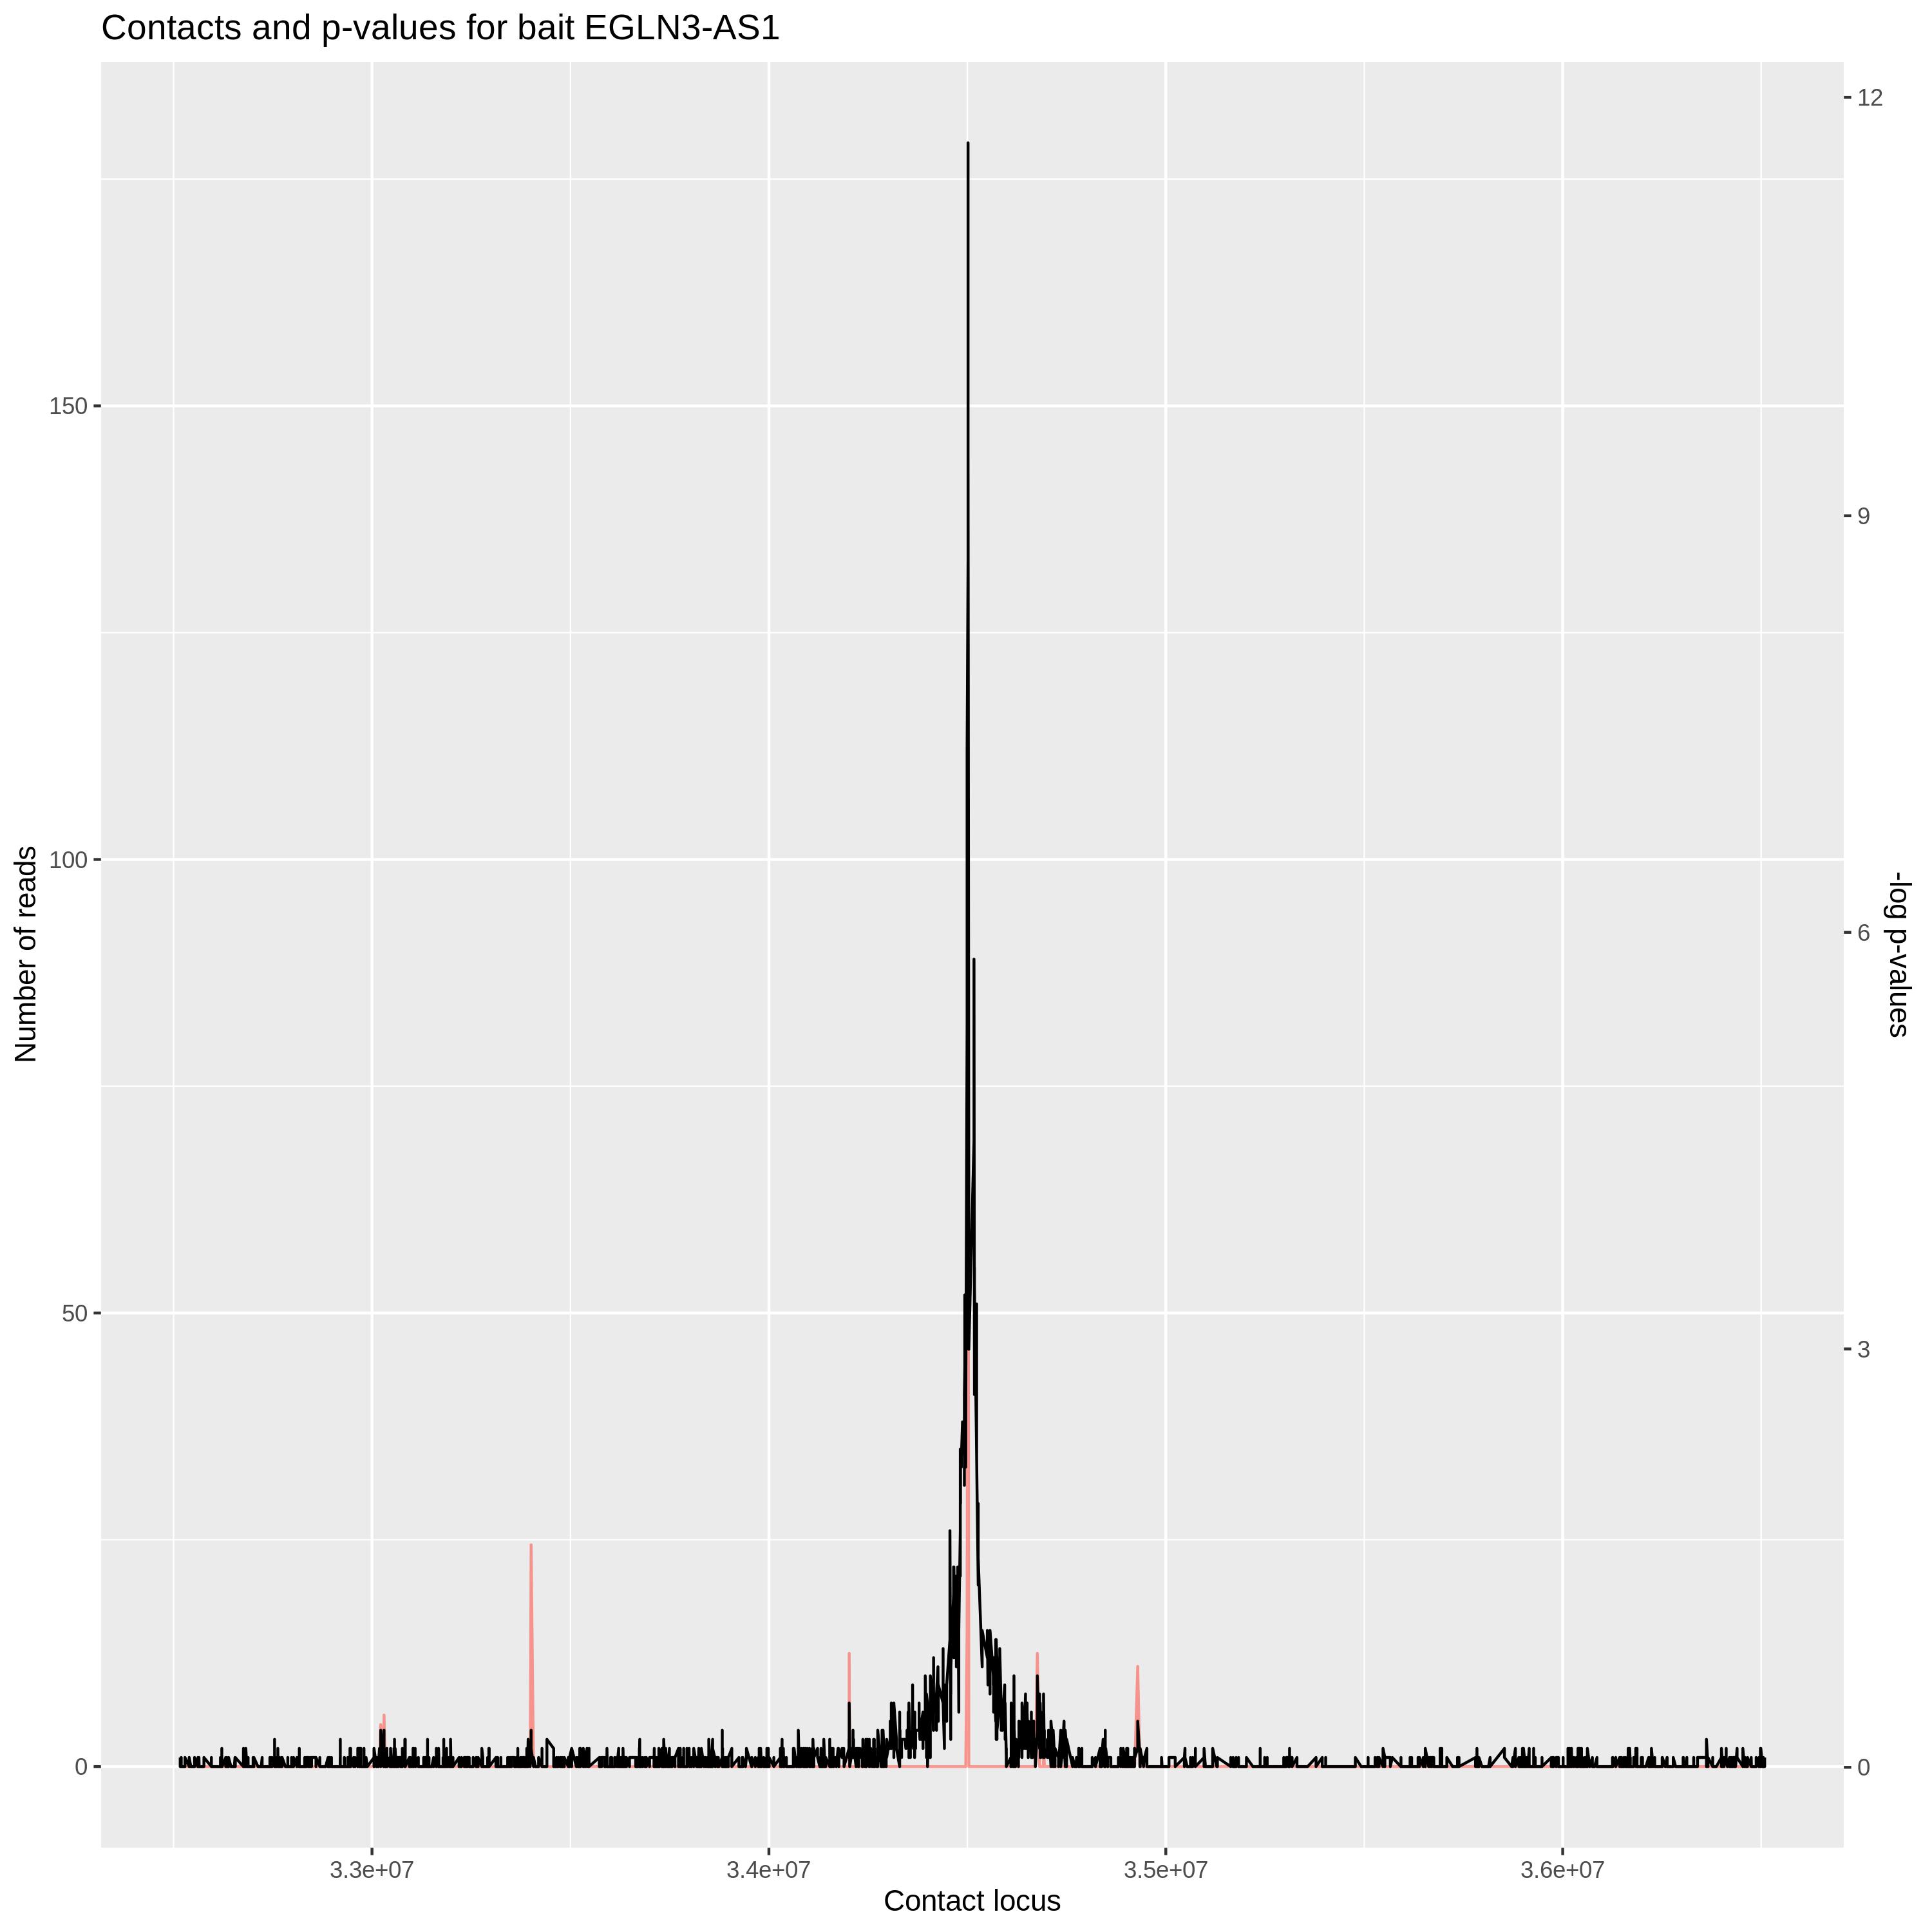 Contacts and p-values for bait EGLN3-AS1
12
150
9
100
6
Number of reads
-log p-values
50
3
0
0
3.3e+07
3.4e+07
3.5e+07
3.6e+07
Contact locus